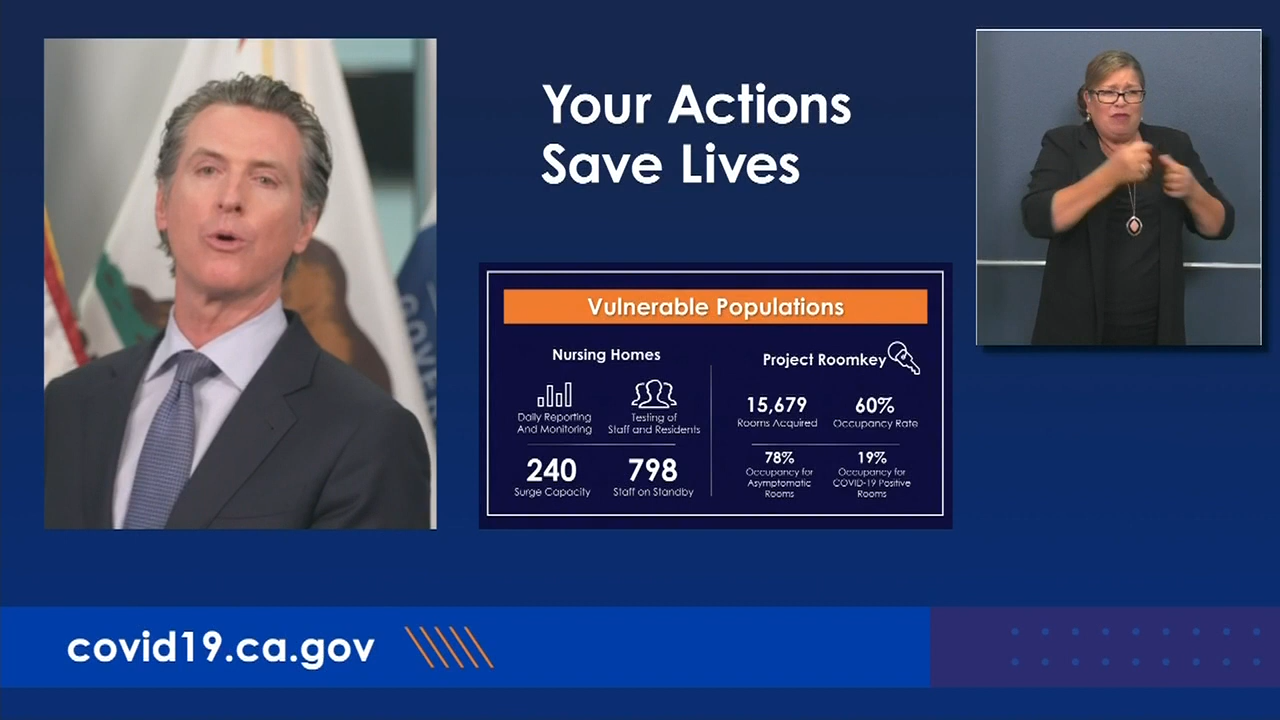 Your Actions
Save Lives
Vulnerable Populations
Nursing Homes
Daily Reporting
And Monitoring
Testing of
Staff and Residents
240
Surge Capacity
798
Staff on Standby
Project Roomkey
15,679
Rooms Acquired
60%
Occupancy Rate
78%
Occupancy for
Asymptomatic
Rooms
19%
Occupancy for
COVID-19 Positive
Rooms
covid19.ca.gov